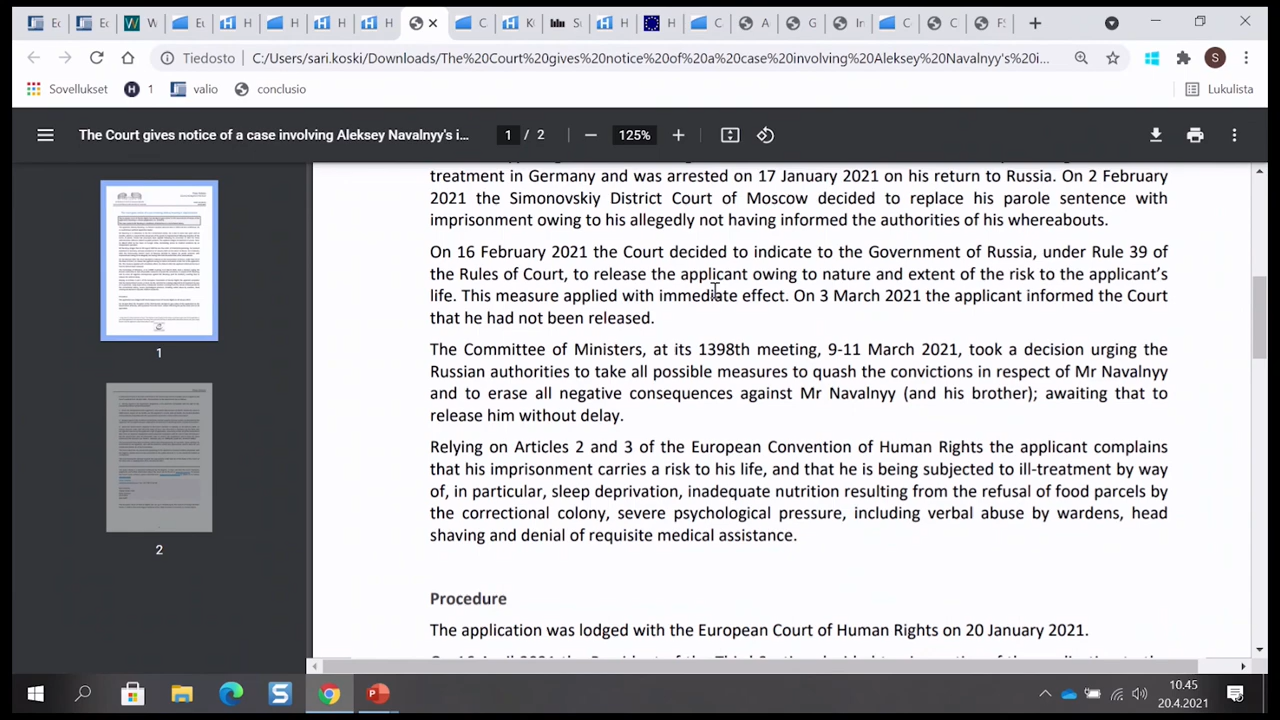 Ec
Ec
W
Eu
H
H
H
H
C
K(
Su
H
H
C
A
G
In
C
C
F!
Tiedosto
C:/Users/sari.koski/Downloads/The%20Court%20gives%20notice%20of%20a%20case%20involving%20Aleksey%20Navalnyy's%20i...
S
Sovellukset
H 1
valio
conclusio
Lukulista
The Court gives notice of a case involving Aleksey Navalnyy's i...
1 / 2
125%
treatment in Germany and was arrested on 17 January 2021 on his return to Russia. On 2 February
2021 the Simonovskiy District Court of Moscow decided to replace his parole sentence with
imprisonment owing to his allegedly not having informed the authorities of his whereabouts.
On 16 February 2021 the Court decided to indicate to the Government of Russia, under Rule 39 of
the Rules of Court, to release the applicant owing to nature and extent of the risk to the applicant's
life. This measure applied with immediate effect. On 3 March 2021 the applicant informed the Court
that he had not been released.
The Committee of Ministers, at its 1398th meeting, 9-11 March 2021, took a decision urging the
Russian authorities to take all possible measures to quash the convictions in respect of Mr Navalnyy
and to erase all negative consequences against Mr Navalnyy (and his brother); awaiting that to
release him without delay.
Relying on Articles 2 and 3 of the European Convention of Human Rights the applicant complains
that his imprisonment carries a risk to his life, and that he is being subjected to ill-treatment by way
of, in particular, sleep deprivation, inadequate nutrition resulting from the refusal of food parcels by
the correctional colony, severe psychological pressure, including verbal abuse by wardens, head
shaving and denial of requisite medical assistance.
Procedure
The application was lodged with the European Court of Human Rights on 20 January 2021.
1
2
10.45
20.4.2021